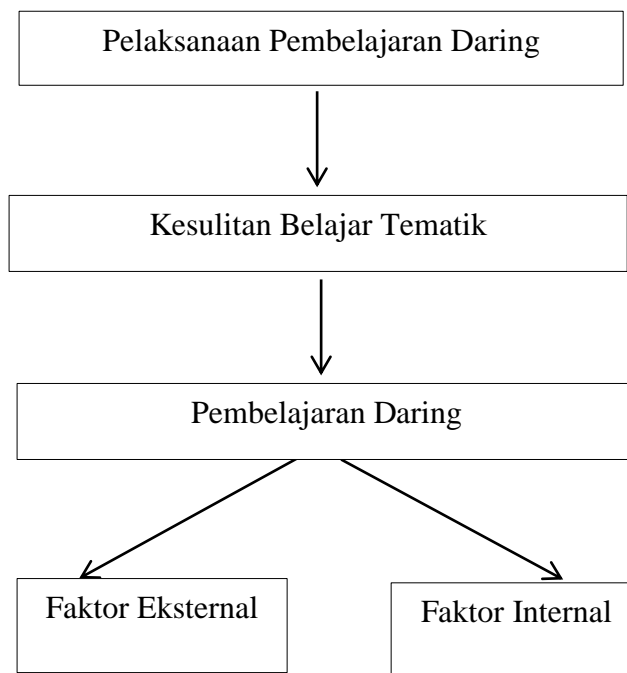 Pelaksanaan Pembelajaran Daring
Kesulitan Belajar Tematik
Pembelajaran Daring
Faktor Eksternal
Faktor Internal